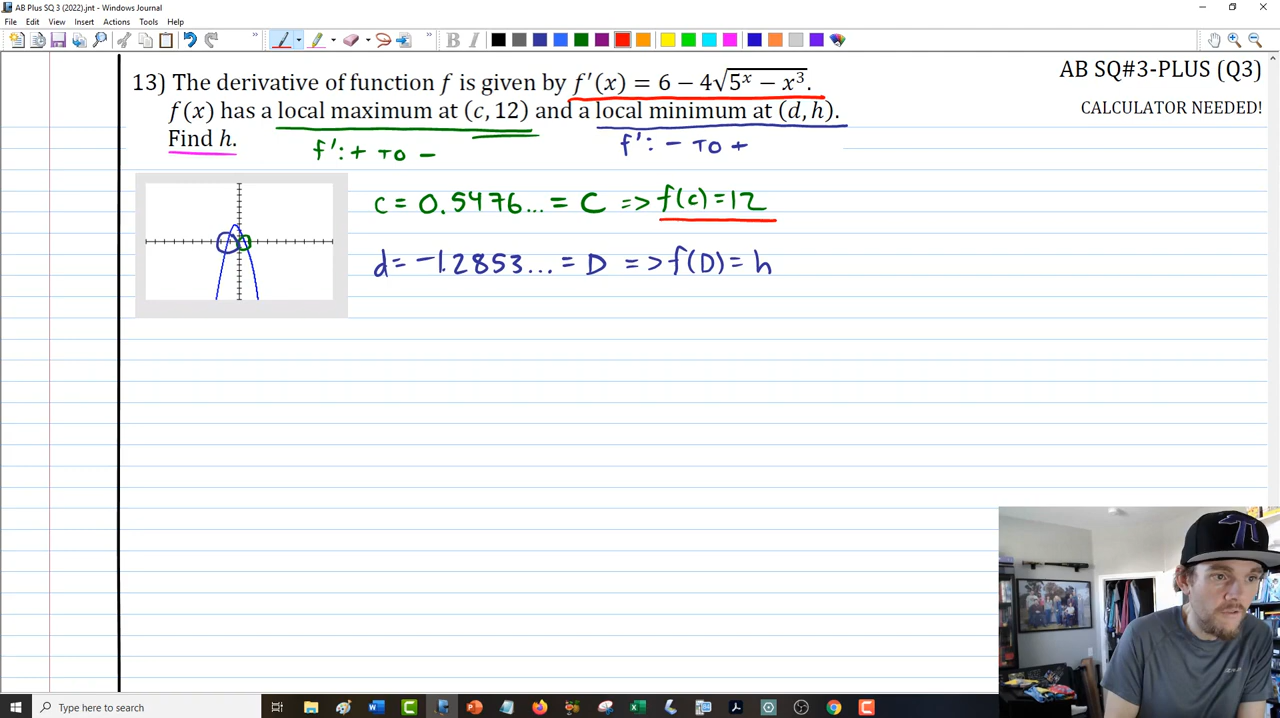 AB Plus SQ 3 (2022).jnt - Windows Journal
File Edit View Insert Actions Tools Help
AB SQ#3-PLUS (Q3)
CALCULATOR NEEDED!
13) The derivative of function f is given by f'(x) = 6 − 4√(5^x − x^3).
f(x) has a local maximum at (c, 12) and a local minimum at (d, h).
Find h.
f': + TO −
f': − TO +
c = 0.5476... = C => f(c) = 12
d = -1.2853... = D => f(D) = h
Type here to search